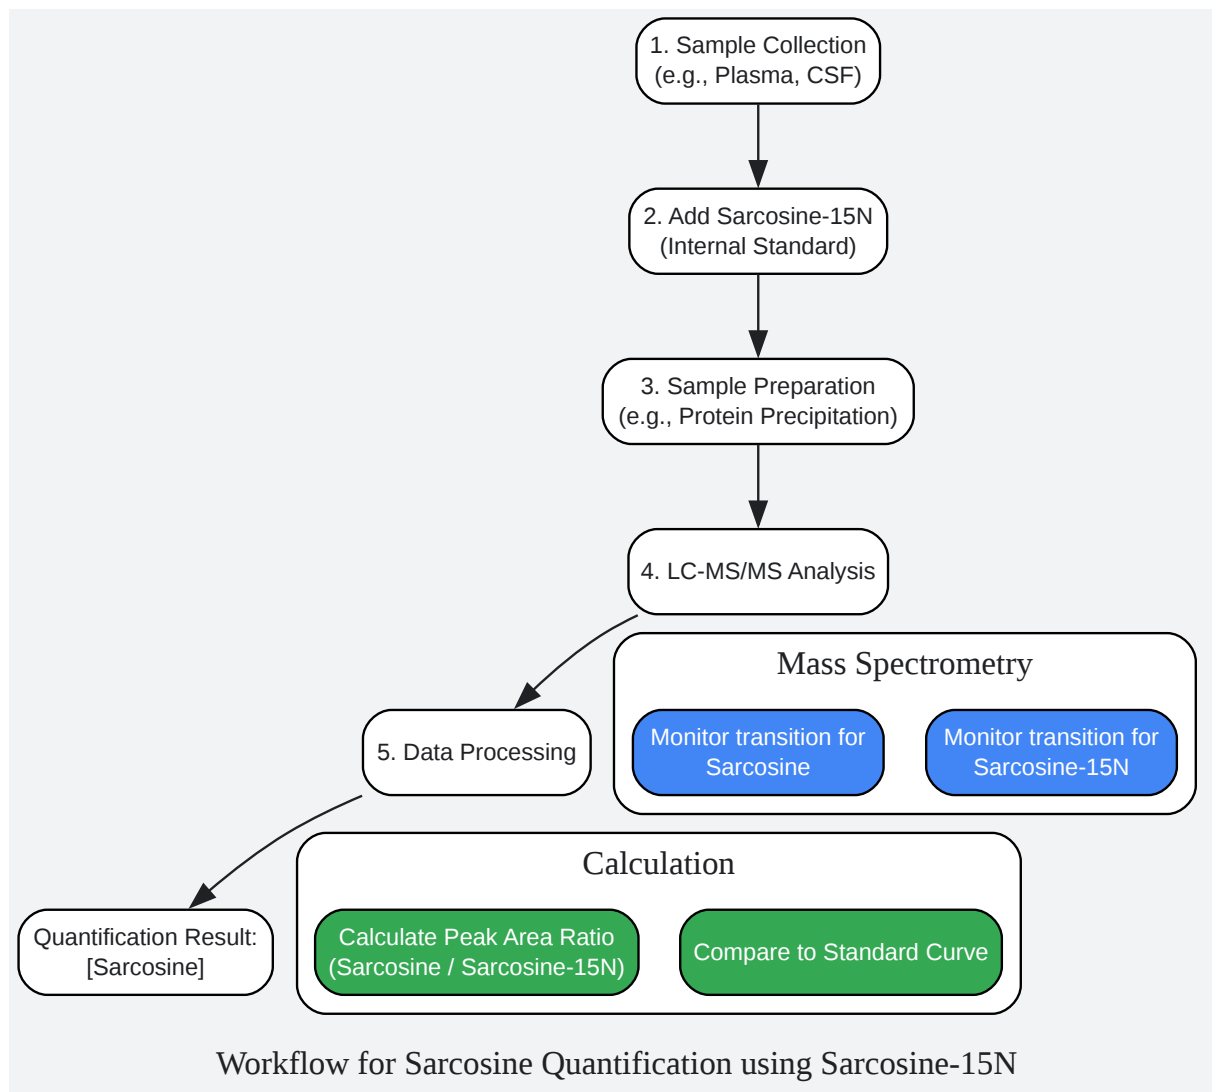 1. Sample Collection
(e.g., Plasma, CSF)
2. Add Sarcosine-15N
(Internal Standard)
3. Sample Preparation
(e.g., Protein Precipitation)
4. LC-MS/MS Analysis
Mass Spectrometry
Monitor transition for
Sarcosine
Monitor transition for
Sarcosine-15N
5. Data Processing
Calculation
Calculate Peak Area Ratio
(Sarcosine / Sarcosine-15N)
Compare to Standard Curve
Quantification Result:
[Sarcosine]
Workflow for Sarcosine Quantification using Sarcosine-15N